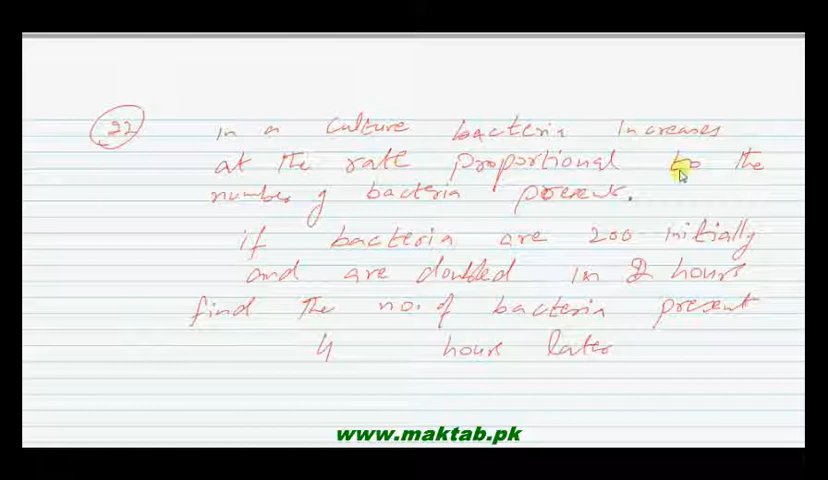 22
In a culture bacteria increases
at the rate proportional to the
number of bacteria present.
if bacteria are 200 initially
and are doubled in 2 hours
find the no. of bacteria present
4 hours later
www.maktab.pk